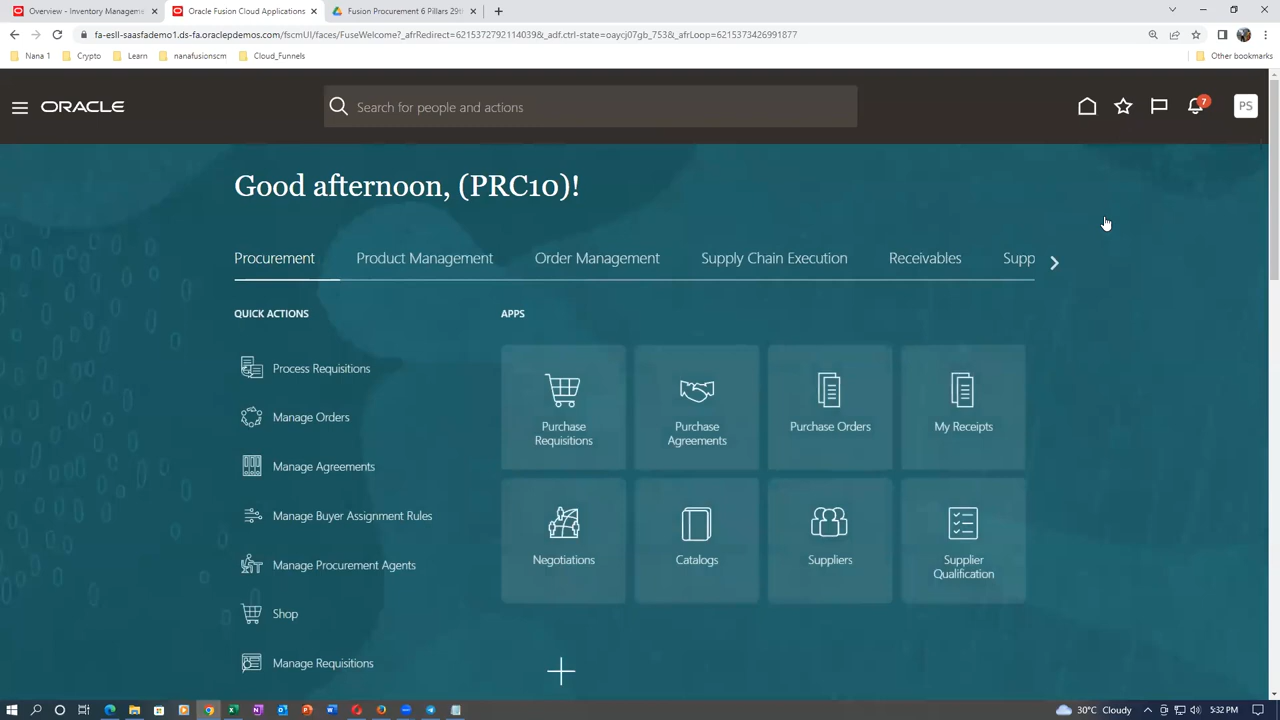 Overview - Inventory Manageme
Oracle Fusion Cloud Applications
Fusion Procurement 6 Pillars 29th
fa-esll-saasfademo1.ds-fa.oraclepdemos.com/fscmUI/faces/FuseWelcome?_afrRedirect=62153727921140398&_adf.ctrl-state=oaycj07gb_753&_afrLoop=62153734269918​77
Nana 1
Crypto
Learn
nanafusionscm
Cloud_Funnels
Other bookmarks
ORACLE
Search for people and actions
7
PS
Good afternoon, (PRC10)!
Procurement
Product Management
Order Management
Supply Chain Execution
Receivables
Supp
QUICK ACTIONS
APPS
Process Requisitions
Manage Orders
Manage Agreements
Manage Buyer Assignment Rules
Manage Procurement Agents
Shop
Manage Requisitions
Purchase
Requisitions
Purchase
Agreements
Purchase Orders
My Receipts
Negotiations
Catalogs
Suppliers
Supplier
Qualification
30°C Cloudy
5:32 PM